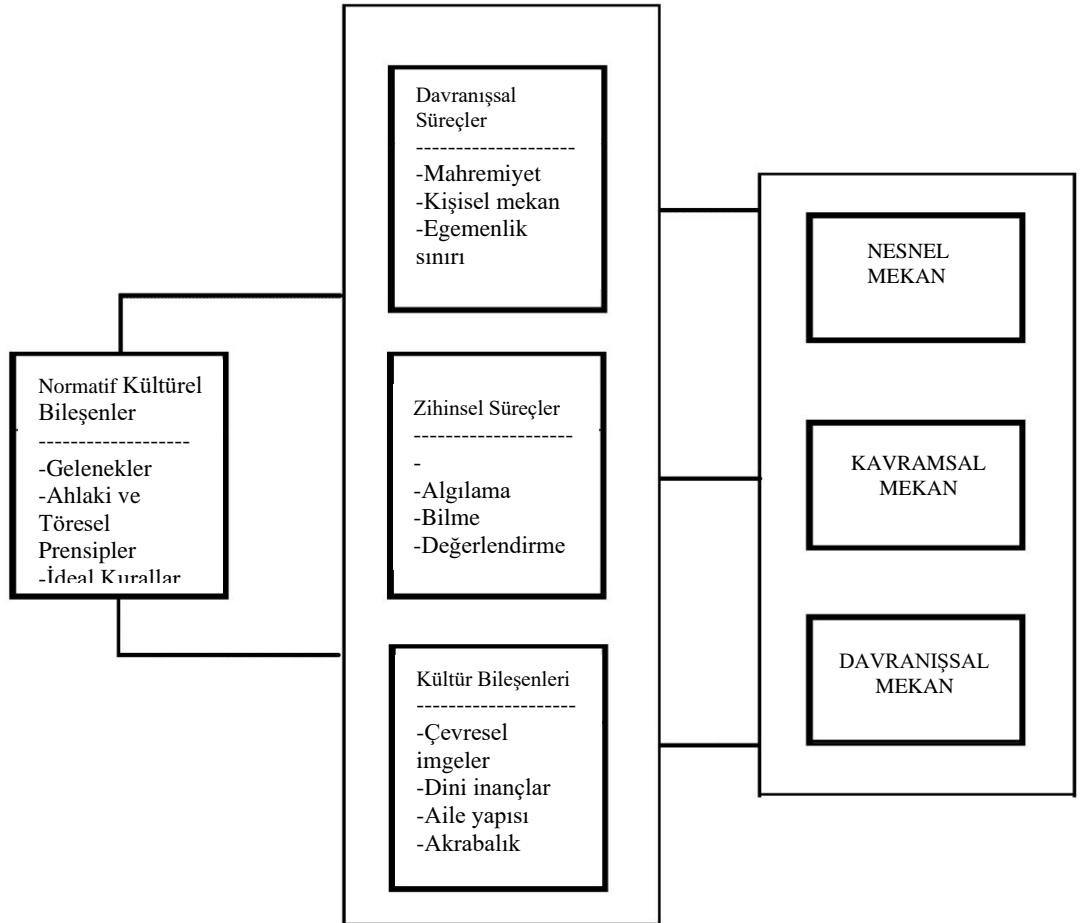 Normatif Kültürel
Bileşenler
-------------------
-Gelenekler
-Ahlaki ve
Töresel
Prensipler
-İdeal Kurallar
Davranışsal
Süreçler
--------------------
-Mahremiyet
-Kişisel mekan
-Egemenlik
sınırı
Zihinsel Süreçler
--------------------
-
-Algılama
-Bilme
-Değerlendirme
Kültür Bileşenleri
--------------------
-Çevresel
imgeler
-Dini inançlar
-Aile yapısı
-Akrabalık
NESNEL
MEKAN
KAVRAMSAL
MEKAN
DAVRANIŞSAL
MEKAN